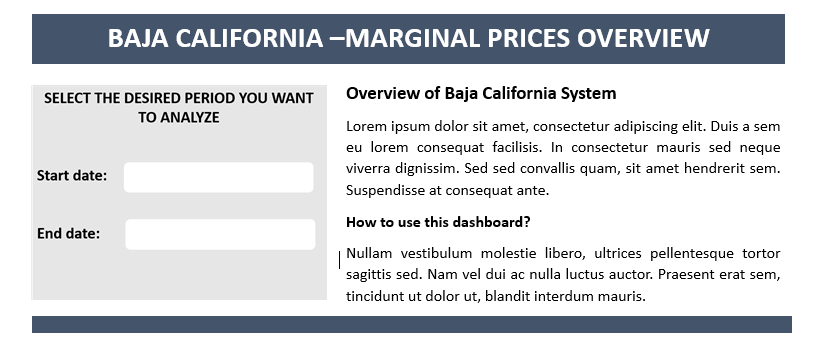 BAJA CALIFORNIA –MARGINAL PRICES OVERVIEW
SELECT THE DESIRED PERIOD YOU WANT
TO ANALYZE
Start date:
End date:
Overview of Baja California System
Lorem ipsum dolor sit amet, consectetur adipiscing elit. Duis a sem
eu lorem consequat facilisis. In consectetur mauris sed neque
viverra dignissim. Sed sed convallis quam, sit amet hendrerit sem.
Suspendisse at consequat ante.
How to use this dashboard?
Nullam vestibulum molestie libero, ultrices pellentesque tortor
sagittis sed. Nam vel dui ac nulla luctus auctor. Praesent erat sem,
tincidunt ut dolor ut, blandit interdum mauris.